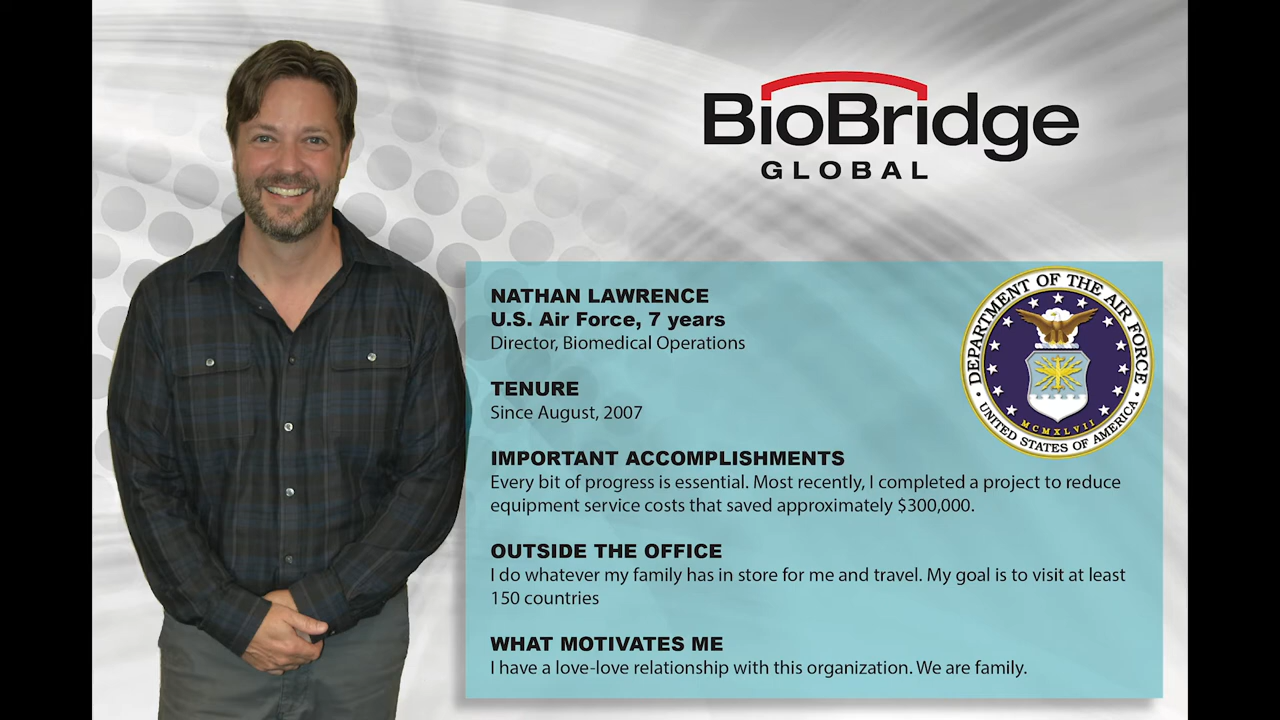 BioBridge
GLOBAL
NATHAN LAWRENCE
U.S. Air Force, 7 years
Director, Biomedical Operations
TENURE
Since August, 2007
IMPORTANT ACCOMPLISHMENTS
Every bit of progress is essential. Most recently, I completed a project to reduce
equipment service costs that saved approximately $300,000.
OUTSIDE THE OFFICE
I do whatever my family has in store for me and travel. My goal is to visit at least
150 countries
WHAT MOTIVATES ME
I have a love-love relationship with this organization. We are family.
DEPARTMENT OF THE AIR FORCE
MCMXLVII
· UNITED STATES OF AMERICA ·